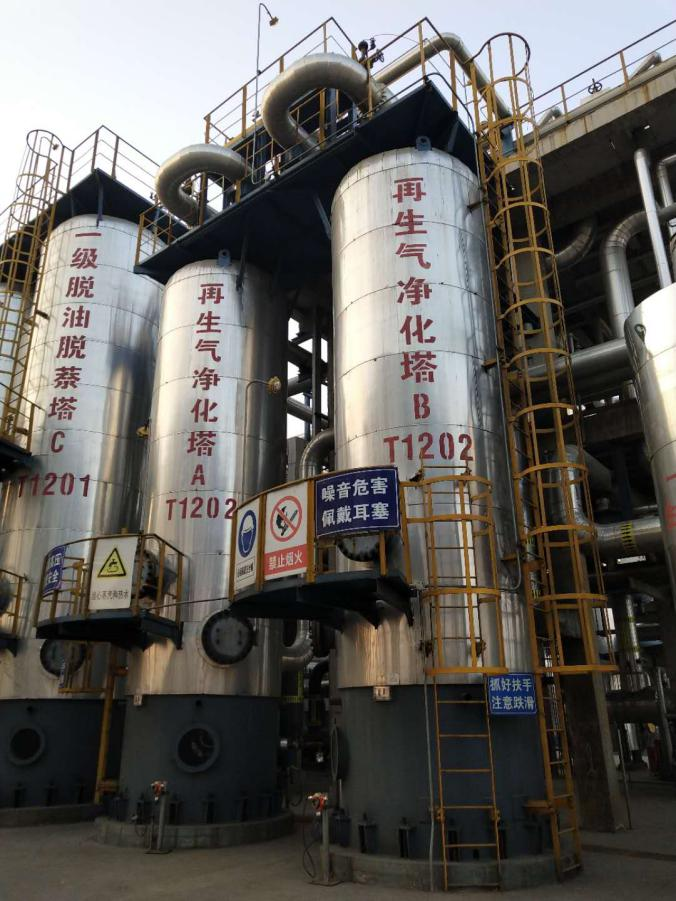 一级脱油脱萘塔C
T1201
再生气净化塔A
T1202
再生气净化塔B
T1202
噪音危害
佩戴耳塞
禁止烟火
抓好扶手
注意跌滑